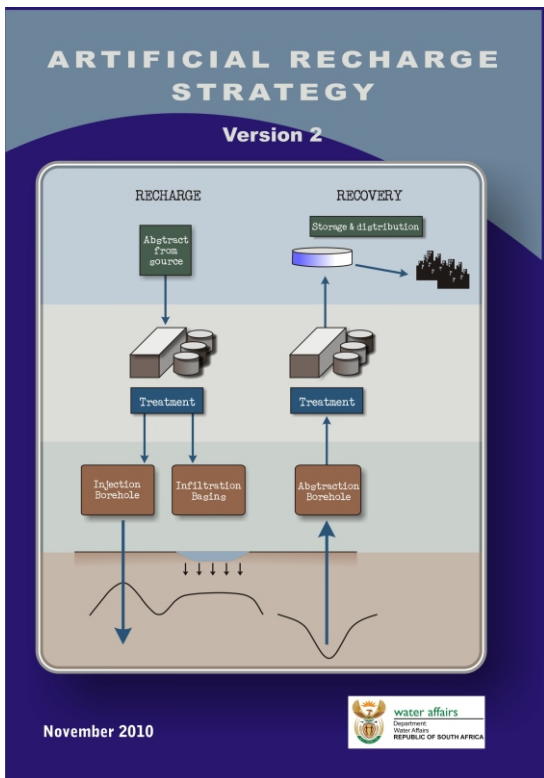 ARTIFICIAL RECHARGE
STRATEGY
Version 2
RECHARGE
RECOVERY
Abstract
from
source
Storage & distribution
Treatment
Treatment
Injection
Borehole
Infiltration
Basins
Abstraction
Borehole
November 2010
water affairs
Department
Water Affairs
REPUBLIC OF SOUTH AFRICA